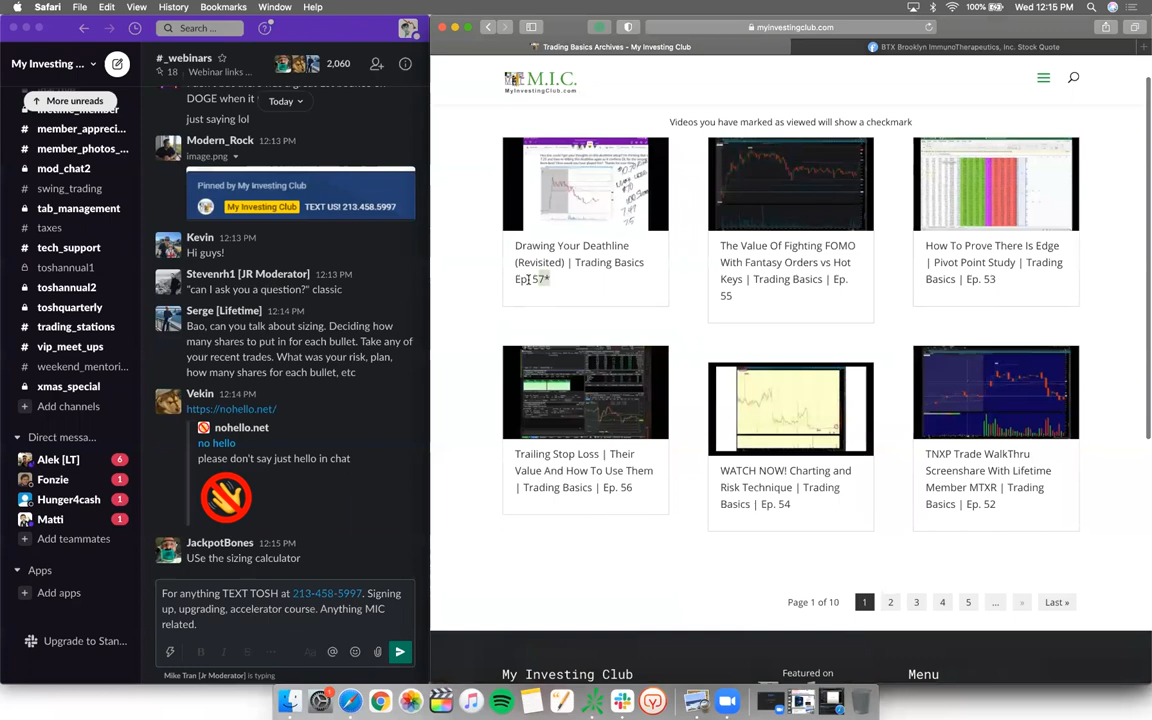 Safari File Edit View History Bookmarks Window Help
100% Wed 12:15 PM
Search ...
myinvestingclub.com
Trading Basics Archives - My Investing Club
BTX Brooklyn ImmunoTherapeutics, Inc. Stock Quote
My Investing ...
More unreads
lifetime_member
member_appreci...
member_photos_...
mod_chat2
swing_trading
tab_management
taxes
tech_support
toshannual1
toshannual2
toshquarterly
trading_stations
vip_meet_ups
weekend_mentori...
xmas_special
Add channels
Direct messa...
Alek [LT] 6
Fonzie 1
Hunger4cash 1
Matti 1
Add teammates
Apps
Add apps
Upgrade to Stan...
#_webinars
18 Webinar links ...
2,060
DOGE when it
Today
just saying lol
Modern_Rock 12:13 PM
image.png
Pinned by My Investing Club
My Investing Club TEXT US! 213.458.5997
Kevin 12:13 PM
Hi guys!
Stevenrh1 [JR Moderator] 12:13 PM
"can I ask you a question?" classic
Serge [Lifetime] 12:14 PM
Bao, can you talk about sizing. Deciding how
many shares to put in for each bullet. Take any of
your recent trades. What was your risk, plan,
how many shares for each bullet, etc
Vekin 12:14 PM
https://nohello.net/
nohello.net
no hello
please don't say just hello in chat
JackpotBones 12:15 PM
USe the sizing calculator
For anything TEXT TOSH at 213-458-5997. Signing
up, upgrading, accelerator course. Anything MIC
related.
Mike Tran [Jr Moderator] is typing
M.I.C.
MyInvestingClub.com
Videos you have marked as viewed will show a checkmark
Drawing Your Deathline
(Revisited) | Trading Basics
Ep. 57*
The Value Of Fighting FOMO
With Fantasy Orders vs Hot
Keys | Trading Basics | Ep.
55
How To Prove There Is Edge
| Pivot Point Study | Trading
Basics | Ep. 53
Trailing Stop Loss | Their
Value And How To Use Them
| Trading Basics | Ep. 56
WATCH NOW! Charting and
Risk Technique | Trading
Basics | Ep. 54
TNXP Trade WalkThru
Screenshare With Lifetime
Member MTXR | Trading
Basics | Ep. 52
Page 1 of 10 1 2 3 4 5 ... » Last »
My Investing Club
Featured on
Menu